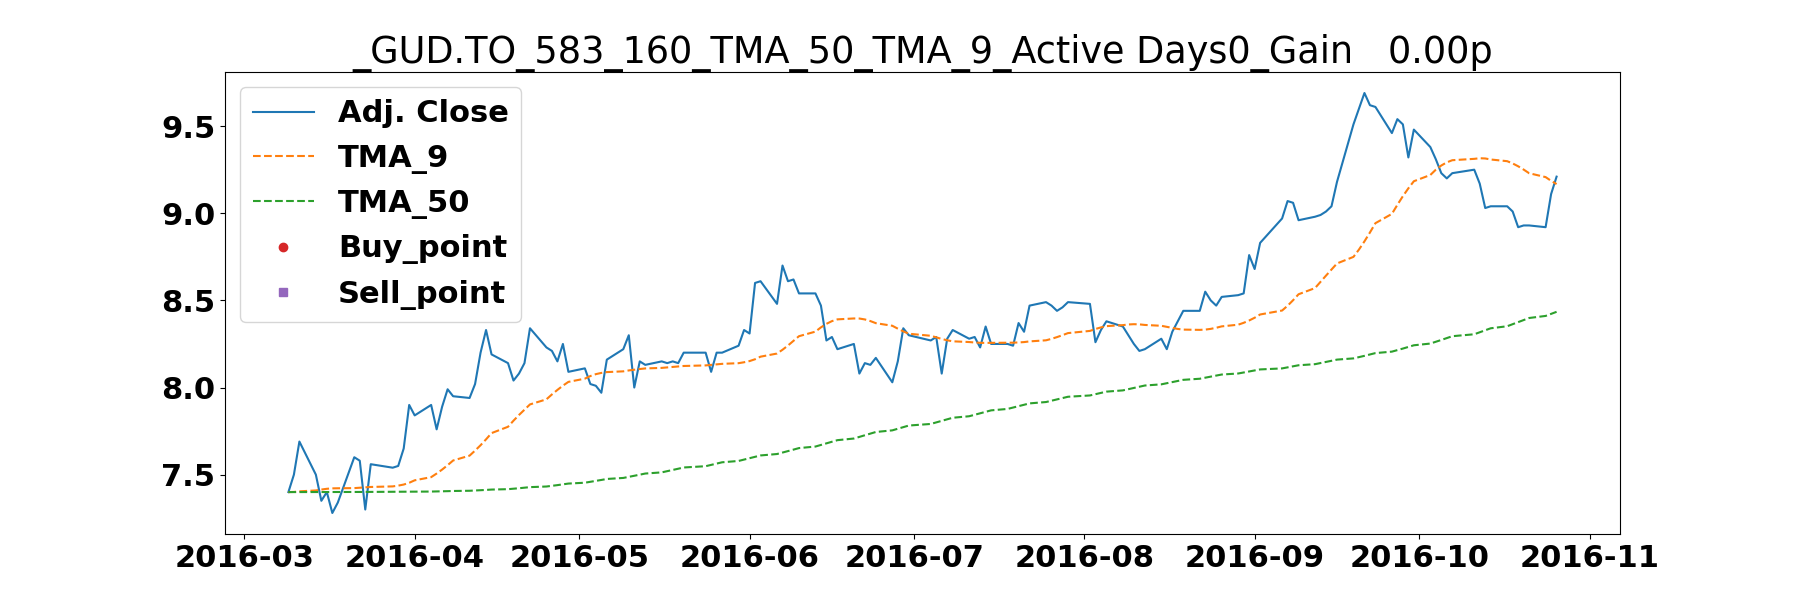 _GUD.TO_583_160_TMA_50_TMA_9_Active Days0_Gain   0.00p
Adj. Close
TMA_9
TMA_50
Buy_point
Sell_point
9.5
9.0
8.5
8.0
7.5
2016-03 2016-04 2016-05 2016-06 2016-07 2016-08 2016-09 2016-10 2016-11